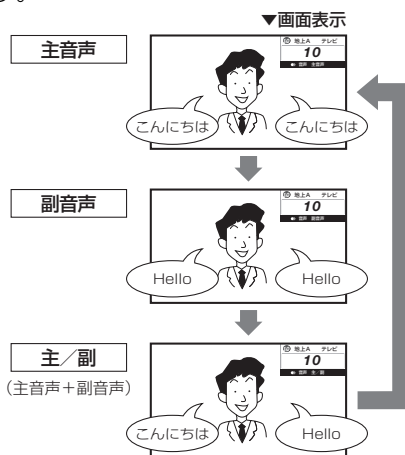 す。
▼画面表示
主音声
地上A テレビ
10
音声 主音声
こんにちは こんにちは
副音声
地上A テレビ
10
音声 副音声
Hello Hello
主／副
(主音声＋副音声)
地上A テレビ
10
音声 主／副
こんにちは Hello